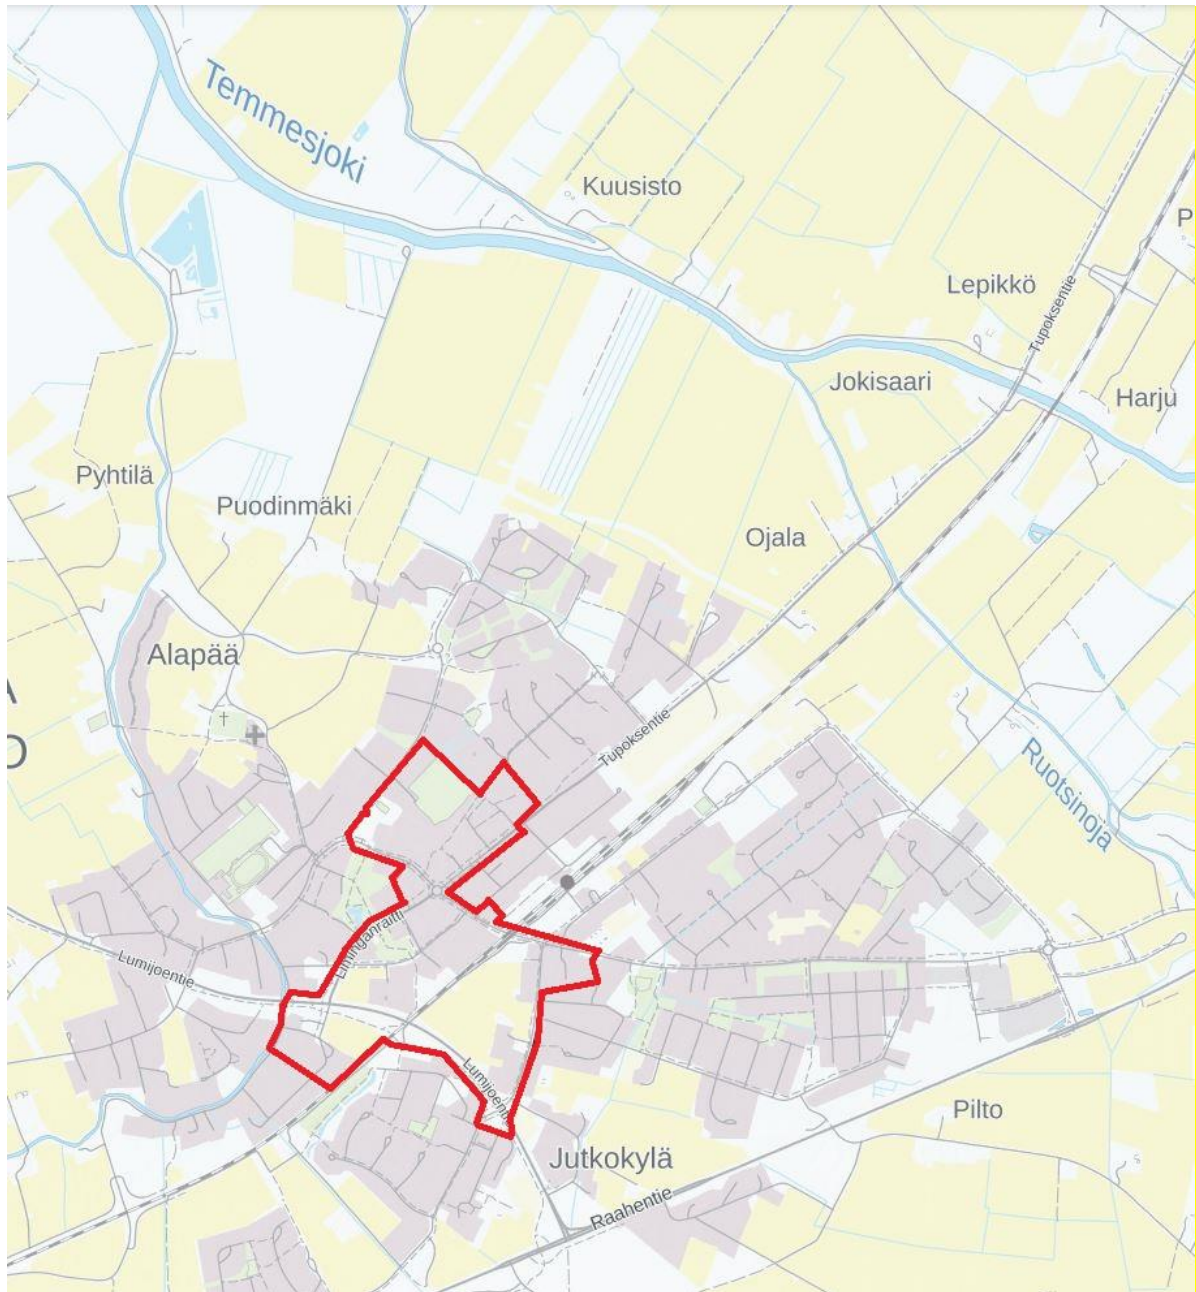 Temmesjoki
Kuusisto
P
Lepikkö
Tupoksentie
Jokisaari
Harju
Pyhtilä
Puodinmäki
Ojala
Alapää
A
O
Tupoksentie
Ruotsinoja
Liminganraitti
Lumijoentie
Lumijoentie
Pilto
Jutkokylä
Raahentie